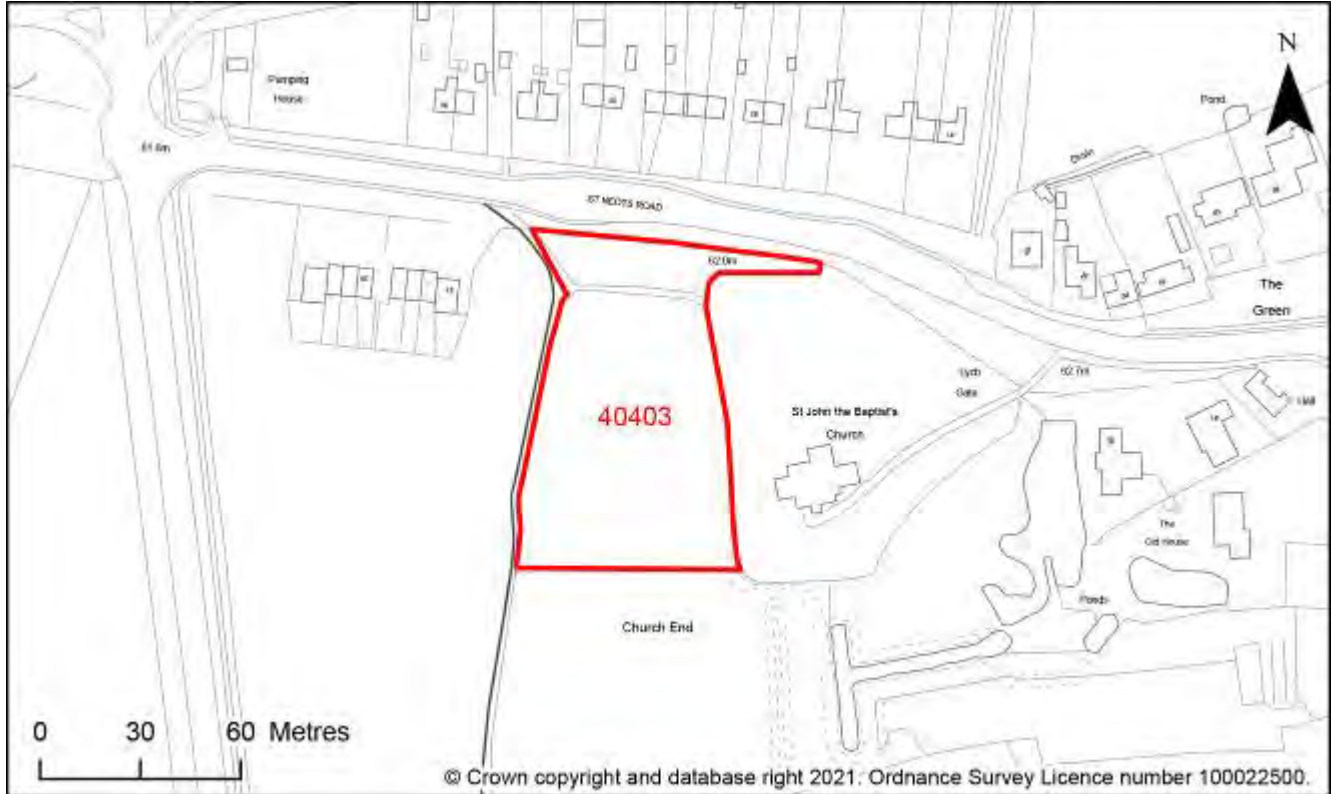 N
Pumping
House
Pond
61.6m
Drain
ST NEOTS ROAD
62.0m
The
Green
Lych
Gate
62.7m
40403
St John the Baptist's
Church
Hall
The
Old House
Ponds
Church End
0 30 60 Metres
© Crown copyright and database right 2021. Ordnance Survey Licence number 100022500.